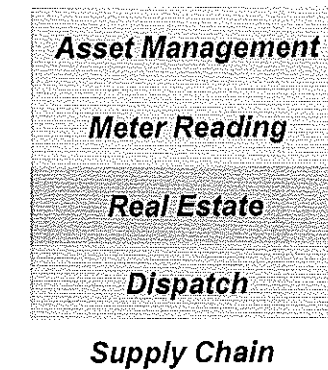 Asset Management
Meter Reading
Real Estate
Dispatch
Supply Chain